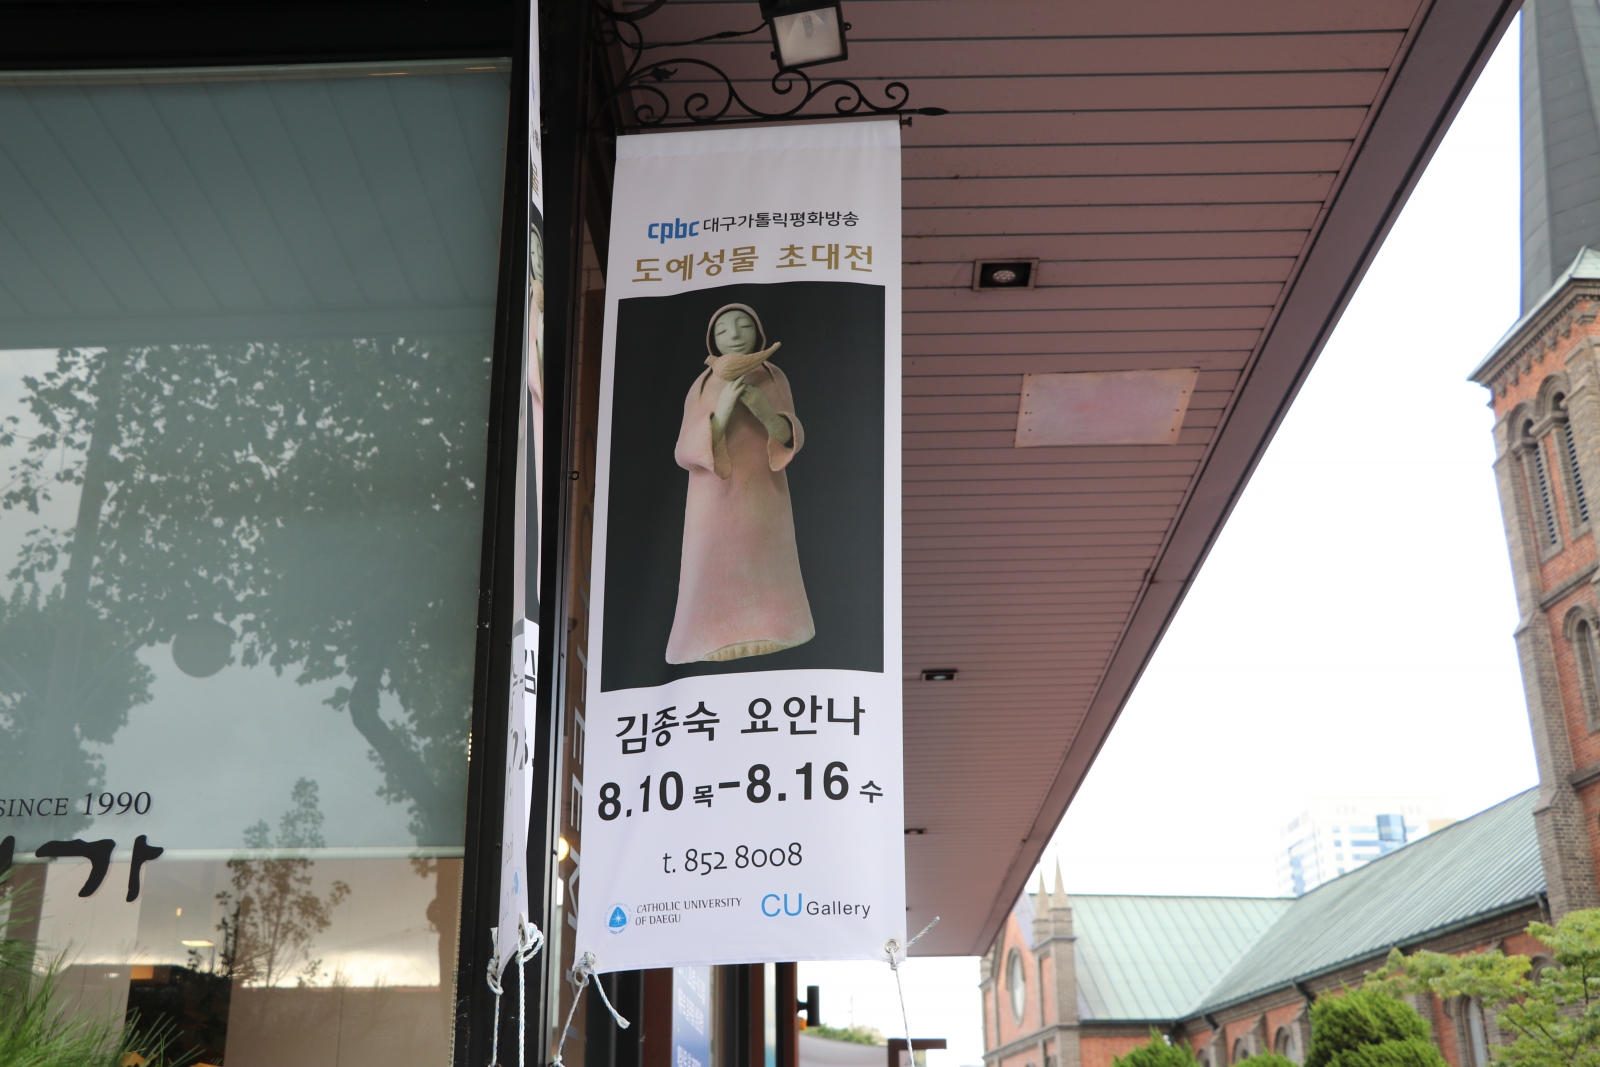 cpbc 대구가톨릭평화방송
도예성물 초대전
김종숙 요안나
8.10 목-8.16 수
t. 852 8008
CATHOLIC UNIVERSITY
OF DAEGU
CU Gallery
SINCE 1990
가